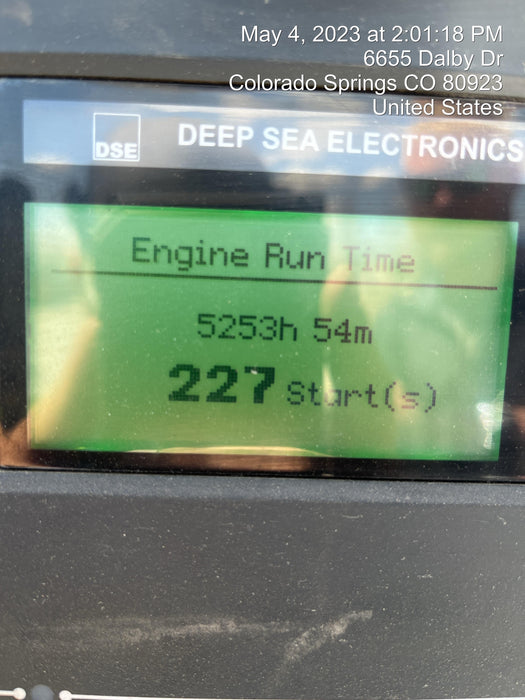 May 4, 2023 at 2:01:18 PM
6655 Dalby Dr
Colorado Springs CO 80923
United States
DSE DEEP SEA ELECTRONICS
Engine Run Time
5253h 54m
227 Start(s)